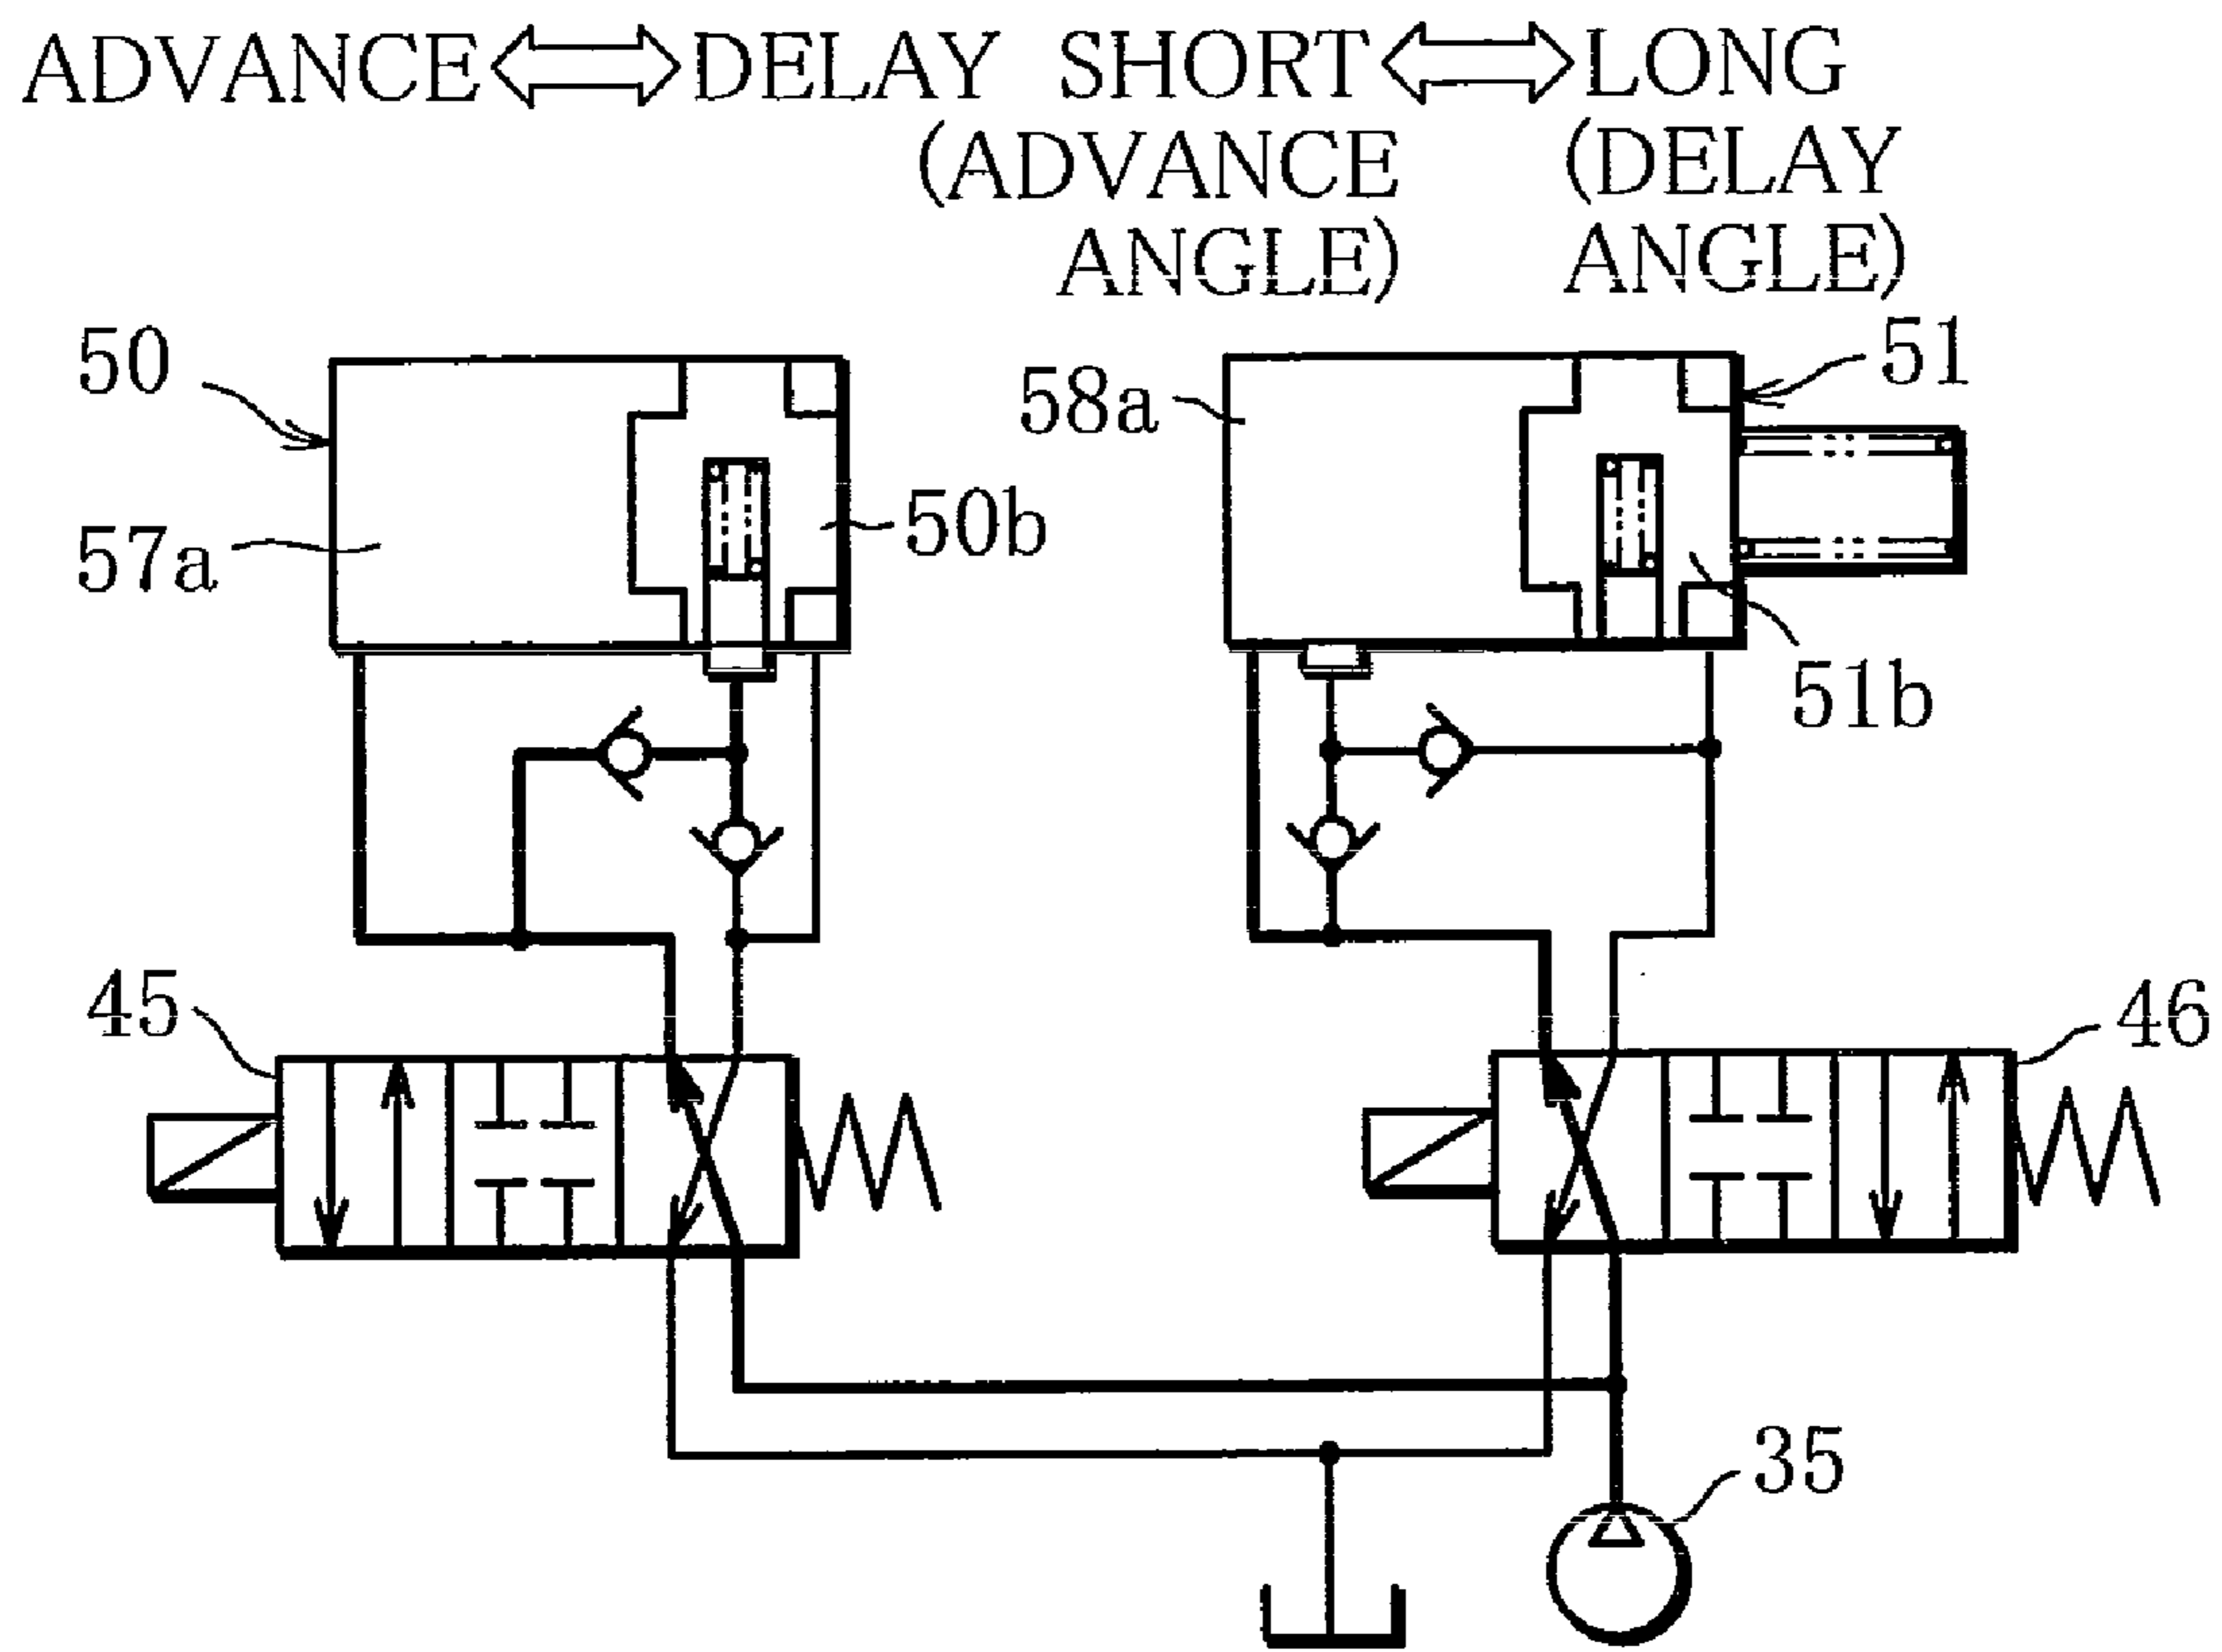 ADVANCE DELAY SHORT LONG
(ADVANCE (DELAY
ANGLE) ANGLE)
50 51
58a
50b
57a
51b
45 46
35